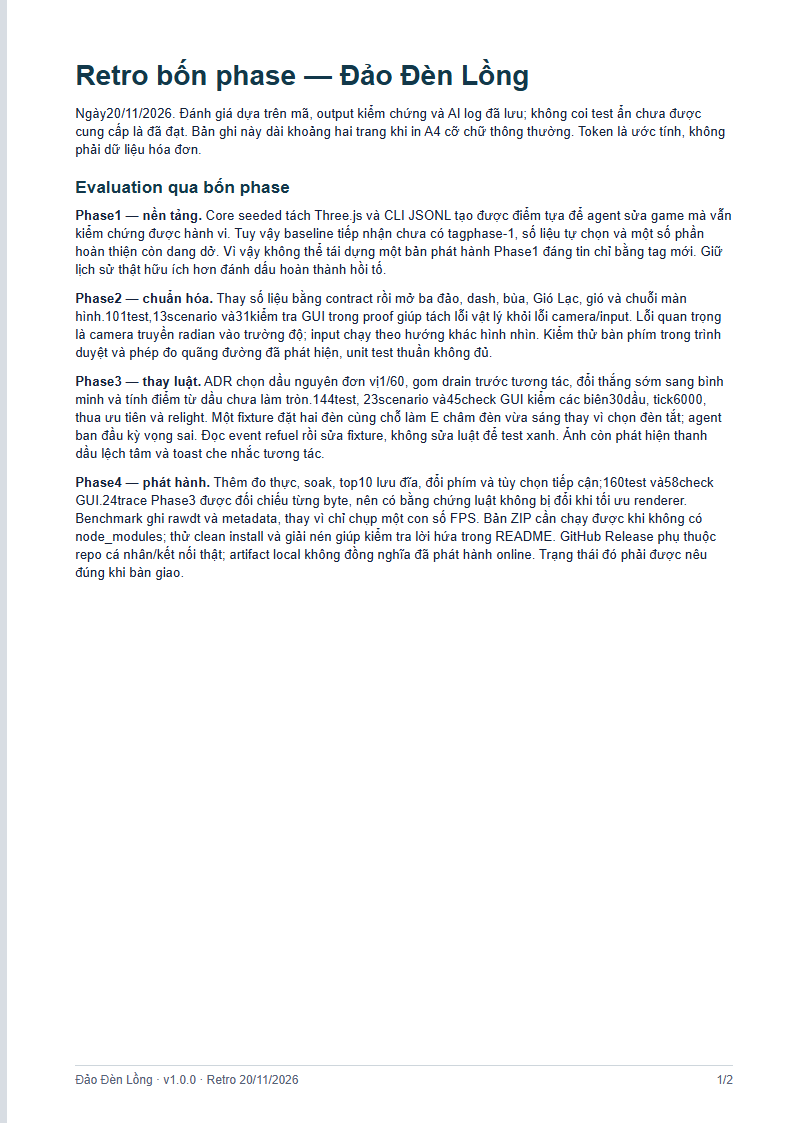 Retro bốn phase — Đảo Đèn Lồng
Ngày20/11/2026. Đánh giá dựa trên mã, output kiểm chứng và AI log đã lưu; không coi test ẩn chưa được
cung cấp là đã đạt. Bản ghi này dài khoảng hai trang khi in A4 cỡ chữ thông thường. Token là ước tính, không
phải dữ liệu hóa đơn.
Evaluation qua bốn phase
Phase1 — nền tảng. Core seeded tách Three.js và CLI JSONL tạo được điểm tựa để agent sửa game mà vẫn
kiểm chứng được hành vi. Tuy vậy baseline tiếp nhận chưa có tagphase-1, số liệu tự chọn và một số phần
hoàn thiện còn dang dở. Vì vậy không thể tái dựng một bản phát hành Phase1 đáng tin chỉ bằng tag mới. Giữ
lịch sử thật hữu ích hơn đánh dấu hoàn thành hồi tố.
Phase2 — chuẩn hóa. Thay số liệu bằng contract rồi mở ba đảo, dash, bùa, Gió Lạc, gió và chuỗi màn
hình.101test,13scenario và31kiểm tra GUI trong proof giúp tách lỗi vật lý khỏi lỗi camera/input. Lỗi quan trọng
là camera truyền radian vào trường độ; input chạy theo hướng khác hình nhìn. Kiểm thử bàn phím trong trình
duyệt và phép đo quãng đường đã phát hiện, unit test thuần không đủ.
Phase3 — thay luật. ADR chọn dầu nguyên đơn vị1/60, gom drain trước tương tác, đổi thắng sớm sang bình
minh và tính điểm từ dầu chưa làm tròn.144test, 23scenario và45check GUI kiểm các biên30dầu, tick6000,
thua ưu tiên và relight. Một fixture đặt hai đèn cùng chỗ làm E châm đèn vừa sáng thay vì chọn đèn tắt; agent
ban đầu kỳ vọng sai. Đọc event refuel rồi sửa fixture, không sửa luật để test xanh. Ảnh còn phát hiện thanh
dầu lệch tâm và toast che nhắc tương tác.
Phase4 — phát hành. Thêm đo thực, soak, top10 lưu đĩa, đổi phím và tùy chọn tiếp cận;160test và58check
GUI.24trace Phase3 được đối chiếu từng byte, nên có bằng chứng luật không bị đổi khi tối ưu renderer.
Benchmark ghi rawdt và metadata, thay vì chỉ chụp một con số FPS. Bản ZIP cần chạy được khi không có
node_modules; thử clean install và giải nén giúp kiểm tra lời hứa trong README. GitHub Release phụ thuộc
repo cá nhân/kết nối thật; artifact local không đồng nghĩa đã phát hành online. Trạng thái đó phải được nêu
đúng khi bàn giao.
Đảo Đèn Lồng · v1.0.0 · Retro 20/11/2026
1/2